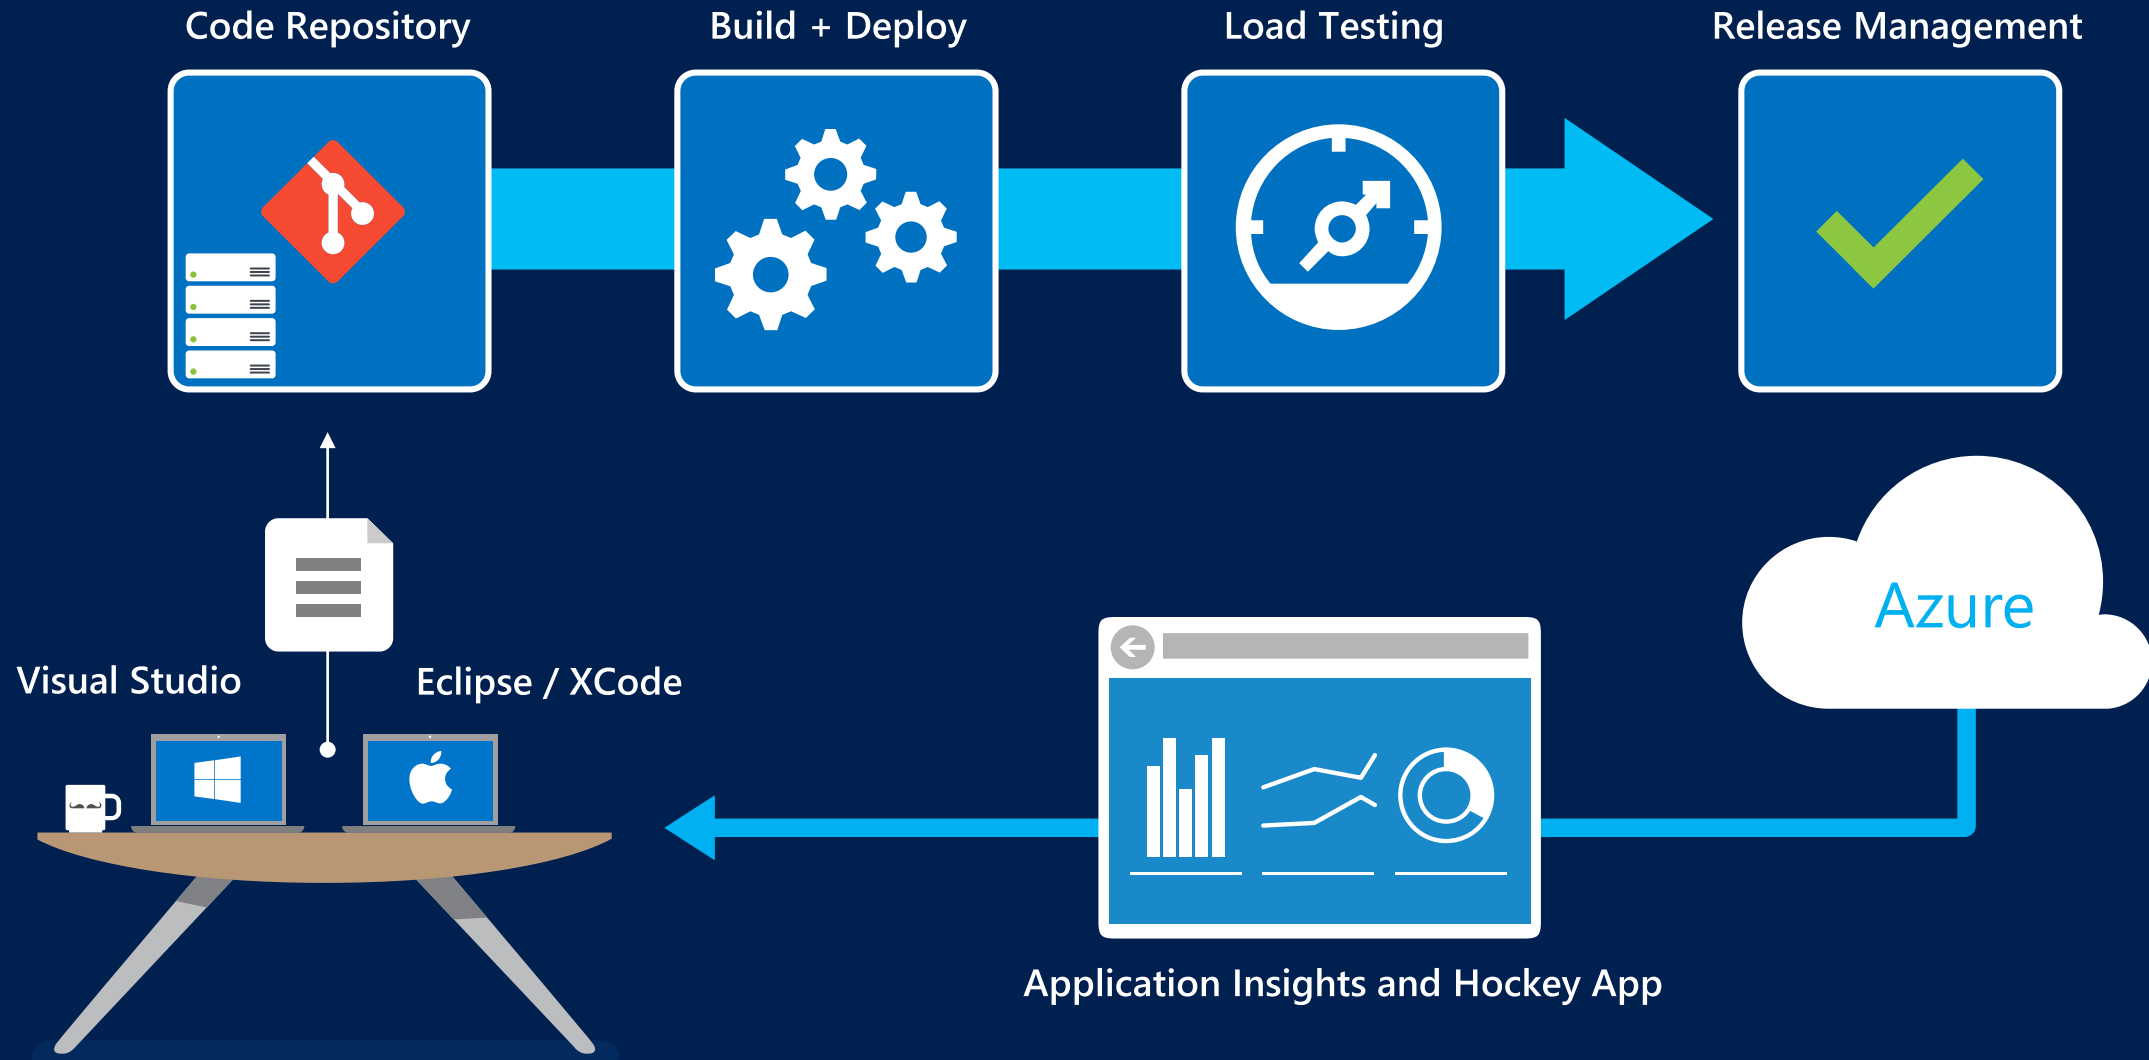 Code Repository
Build + Deploy
Load Testing
Release Management
Azure
Visual Studio
Eclipse / XCode
Application Insights and Hockey App